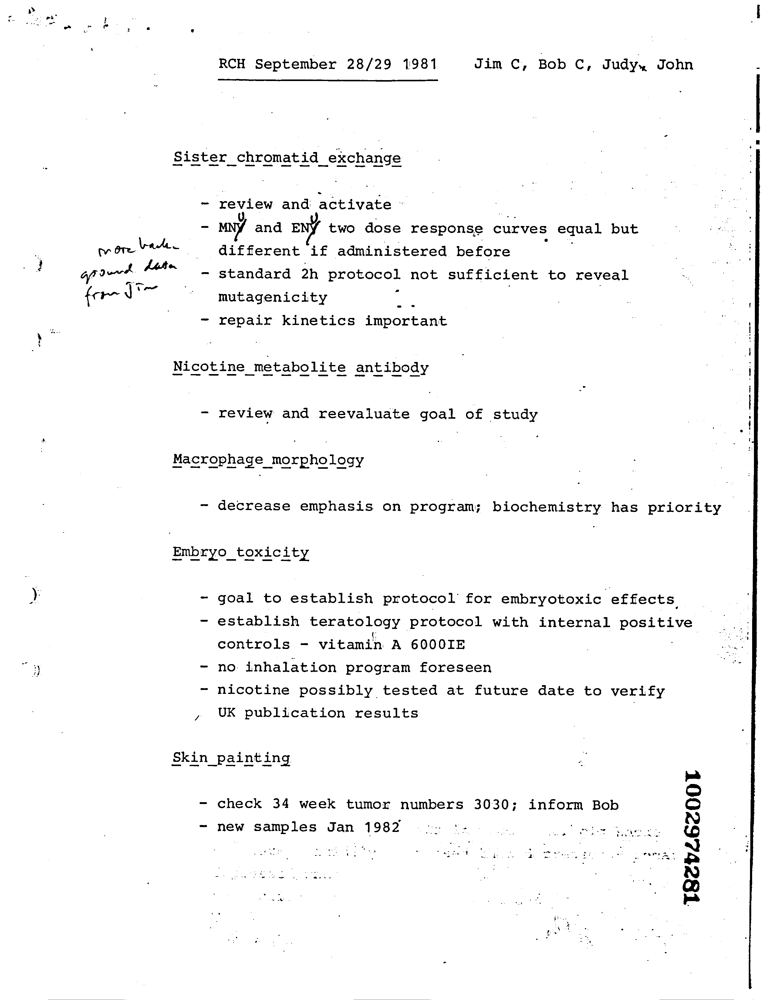 RCH September 28/29 1981    Jim C, Bob C, Judy, John
Sister chromatid exchange
- review and activate
- MNU and ENU two dose response curves equal but
different if administered before
- standard 2h protocol not sufficient to reveal
mutagenicity
- repair kinetics important
more back-
ground data
from Jim
Nicotine metabolite antibody
- review and reevaluate goal of study
Macrophage morphology
- decrease emphasis on program; biochemistry has priority
Embryo toxicity
- goal to establish protocol for embryotoxic effects
- establish teratology protocol with internal positive
controls - vitamin A 6000IE
- no inhalation program foreseen
- nicotine possibly tested at future date to verify
UK publication results
Skin painting
- check 34 week tumor numbers 3030; inform Bob
- new samples Jan 1982
1002974281